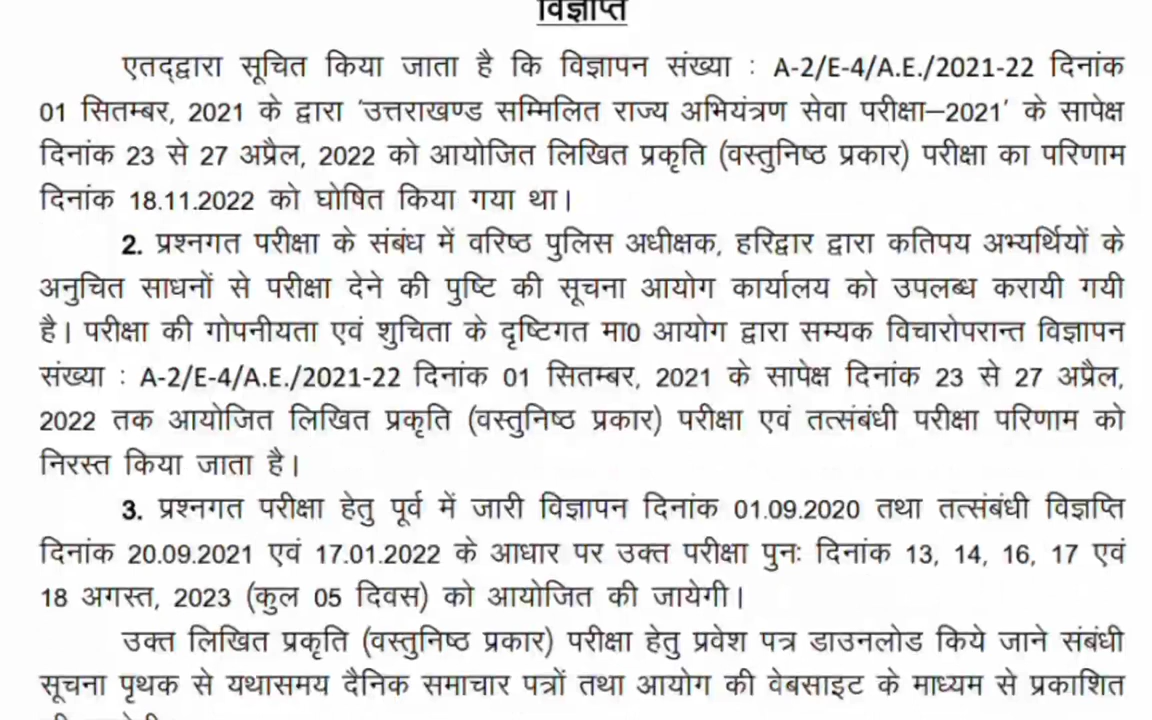 विज्ञप्ति
एतद्द्वारा सूचित किया जाता है कि विज्ञापन संख्या : A-2/E-4/A.E./2021-22 दिनांक
01 सितम्बर, 2021 के द्वारा 'उत्तराखण्ड सम्मिलित राज्य अभियंत्रण सेवा परीक्षा–2021' के सापेक्ष
दिनांक 23 से 27 अप्रैल, 2022 को आयोजित लिखित प्रकृति (वस्तुनिष्ठ प्रकार) परीक्षा का परिणाम
दिनांक 18.11.2022 को घोषित किया गया था।
2. प्रश्नगत परीक्षा के संबंध में वरिष्ठ पुलिस अधीक्षक, हरिद्वार द्वारा कतिपय अभ्यर्थियों के
अनुचित साधनों से परीक्षा देने की पुष्टि की सूचना आयोग कार्यालय को उपलब्ध करायी गयी
है। परीक्षा की गोपनीयता एवं शुचिता के दृष्टिगत मा0 आयोग द्वारा सम्यक विचारोपरान्त विज्ञापन
संख्या : A-2/E-4/A.E./2021-22 दिनांक 01 सितम्बर, 2021 के सापेक्ष दिनांक 23 से 27 अप्रैल,
2022 तक आयोजित लिखित प्रकृति (वस्तुनिष्ठ प्रकार) परीक्षा एवं तत्संबंधी परीक्षा परिणाम को
निरस्त किया जाता है।
3. प्रश्नगत परीक्षा हेतु पूर्व में जारी विज्ञापन दिनांक 01.09.2020 तथा तत्संबंधी विज्ञप्ति
दिनांक 20.09.2021 एवं 17.01.2022 के आधार पर उक्त परीक्षा पुनः दिनांक 13, 14, 16, 17 एवं
18 अगस्त, 2023 (कुल 05 दिवस) को आयोजित की जायेगी।
उक्त लिखित प्रकृति (वस्तुनिष्ठ प्रकार) परीक्षा हेतु प्रवेश पत्र डाउनलोड किये जाने संबंधी
सूचना पृथक से यथासमय दैनिक समाचार पत्रों तथा आयोग की वेबसाइट के माध्यम से प्रकाशित